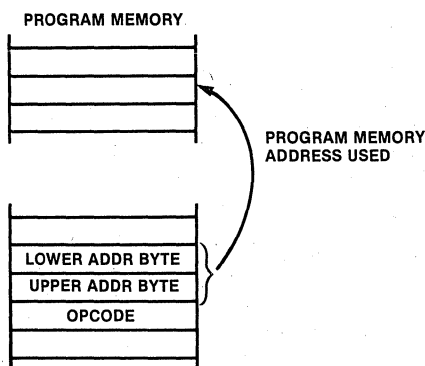 PROGRAM MEMORY
PROGRAM MEMORY
ADDRESS USED
LOWER ADDR BYTE
UPPER ADDR BYTE
OPCODE